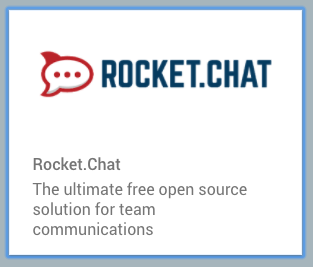 ROCKET.CHAT
Rocket.Chat
The ultimate free open source
solution for team
communications